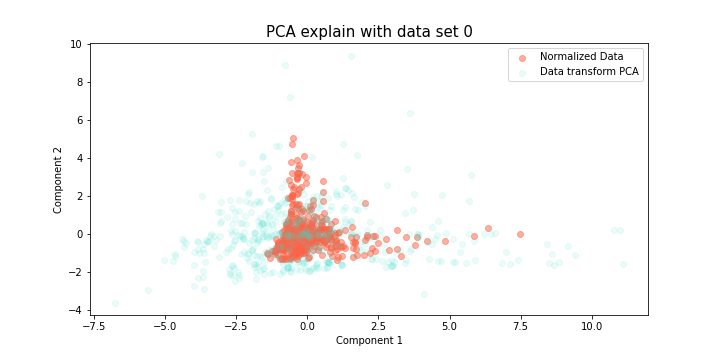 PCA explain with data set 0
Normalized Data
Data transform PCA
Component 2
10
8
6
4
2
0
−2
−4
−7.5 −5.0 −2.5 0.0 2.5 5.0 7.5 10.0
Component 1